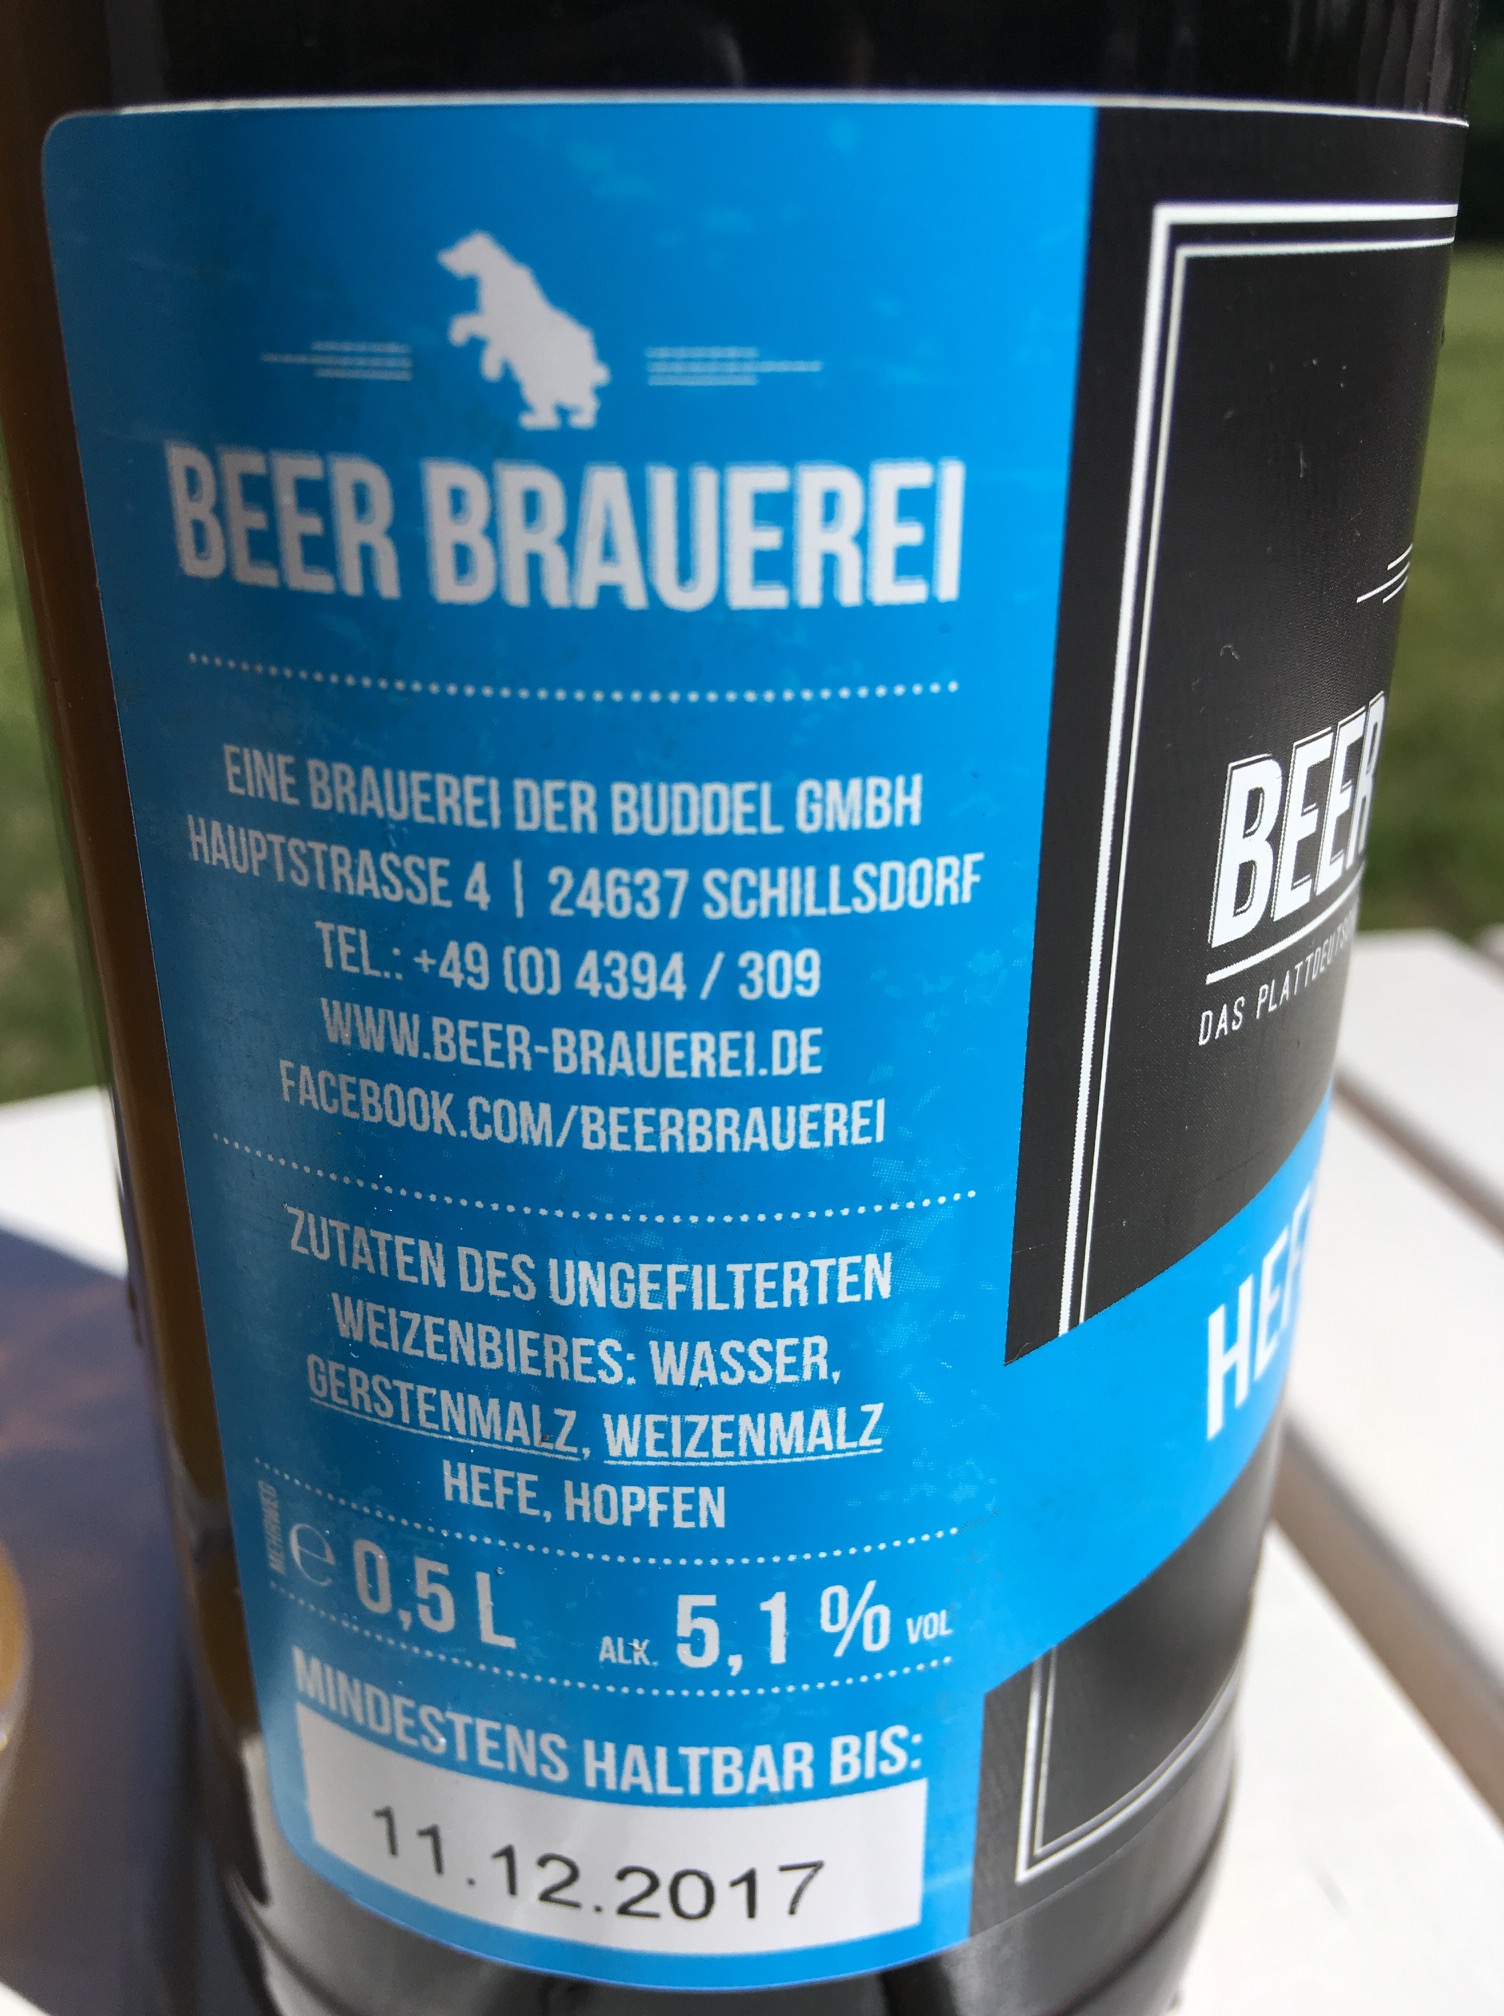 BEER BRAUEREI
EINE BRAUEREI DER BUDDEL GMBH
HAUPTSTRASSE 4 | 24637 SCHILLSDORF
TEL.: +49 (0) 4394 / 309
WWW.BEER-BRAUEREI.DE
FACEBOOK.COM/BEERBRAUEREI
ZUTATEN DES UNGEFILTERTEN
WEIZENBIERES: WASSER,
GERSTENMALZ, WEIZENMALZ
HEFE, HOPFEN
MEHRWEG
℮ 0,5 L ALK. 5,1 % VOL
MINDESTENS HALTBAR BIS:
11.12.2017
BEER
DAS
HEF